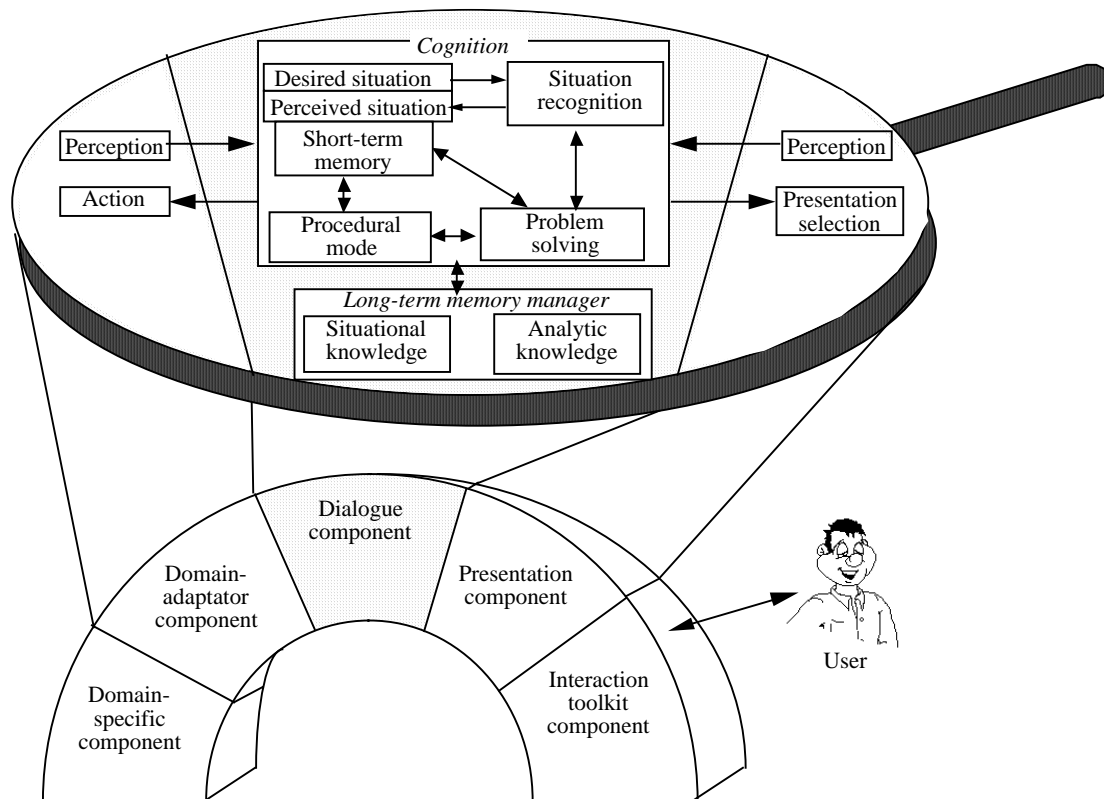 Cognition
Desired situation
Perceived situation
Situation
recognition
Short-term
memory
Procedural
mode
Problem
solving
Perception
Action
Perception
Presentation
selection
Long-term memory manager
Situational
knowledge
Analytic
knowledge
Dialogue
component
Domain-
adaptator
component
Presentation
component
Domain-
specific
component
Interaction
toolkit
component
User